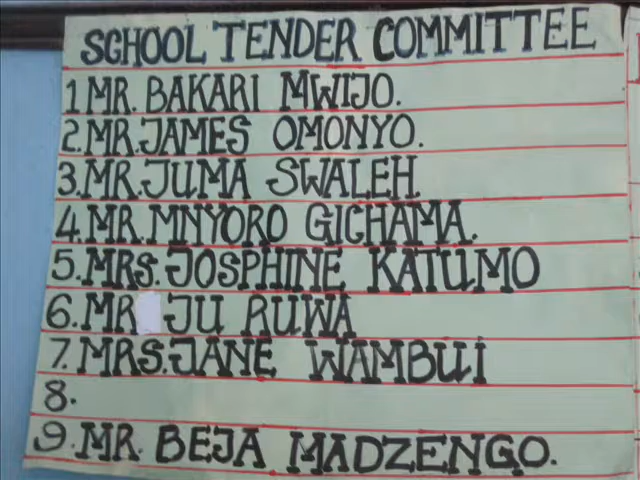 SCHOOL TENDER COMMITTEE
1 MR. BAKARI MWIJO.
2. MR. JAMES OMONYO.
3. MR. JUMA SWALEH.
4. MR. MNYORO GICHAMA.
5. MRS. JOSPHINE KATUMO
6. MR JU RUWA
7. MRS. JANE WAMBUI
8.
9. MR. BEJA MADZENGO.